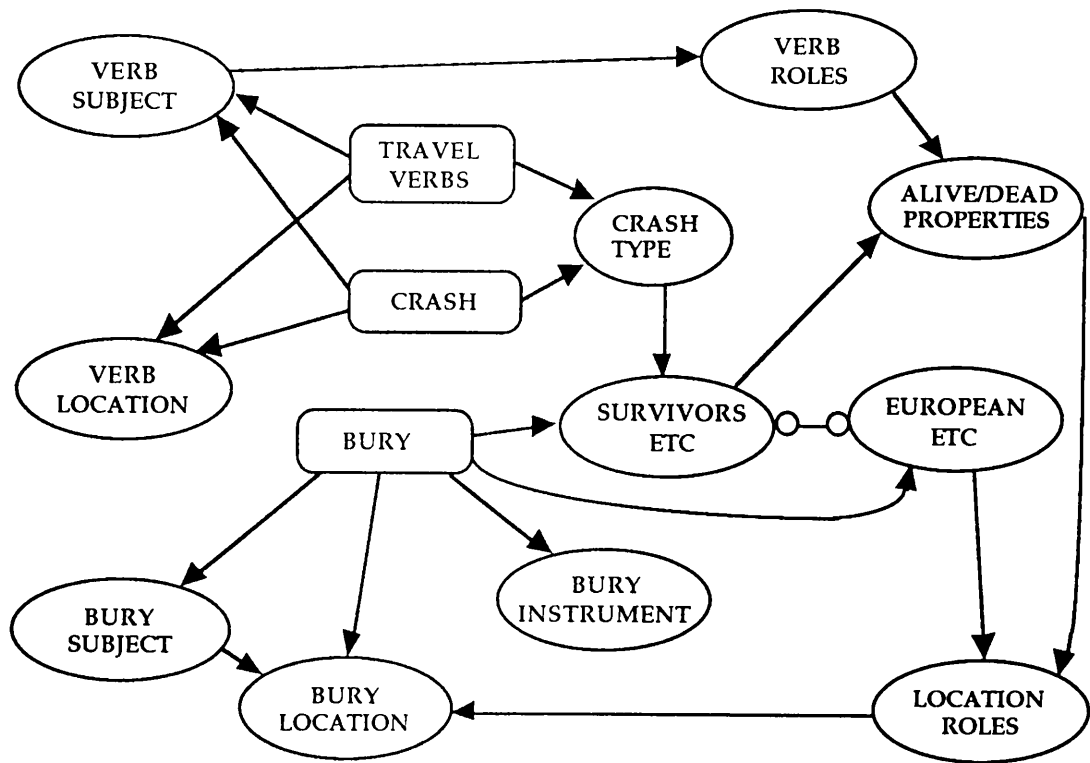 VERB
SUBJECT
VERB
ROLES
TRAVEL
VERBS
ALIVE/DEAD
PROPERTIES
CRASH
TYPE
CRASH
VERB
LOCATION
SURVIVORS
ETC
EUROPEAN
ETC
BURY
BURY
INSTRUMENT
BURY
SUBJECT
BURY
LOCATION
LOCATION
ROLES